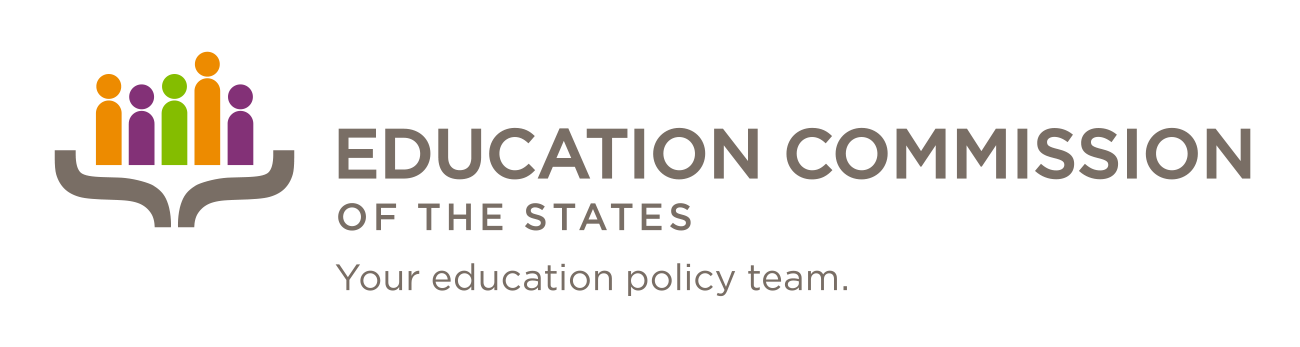 EDUCATION COMMISSION
OF THE STATES
Your education policy team.